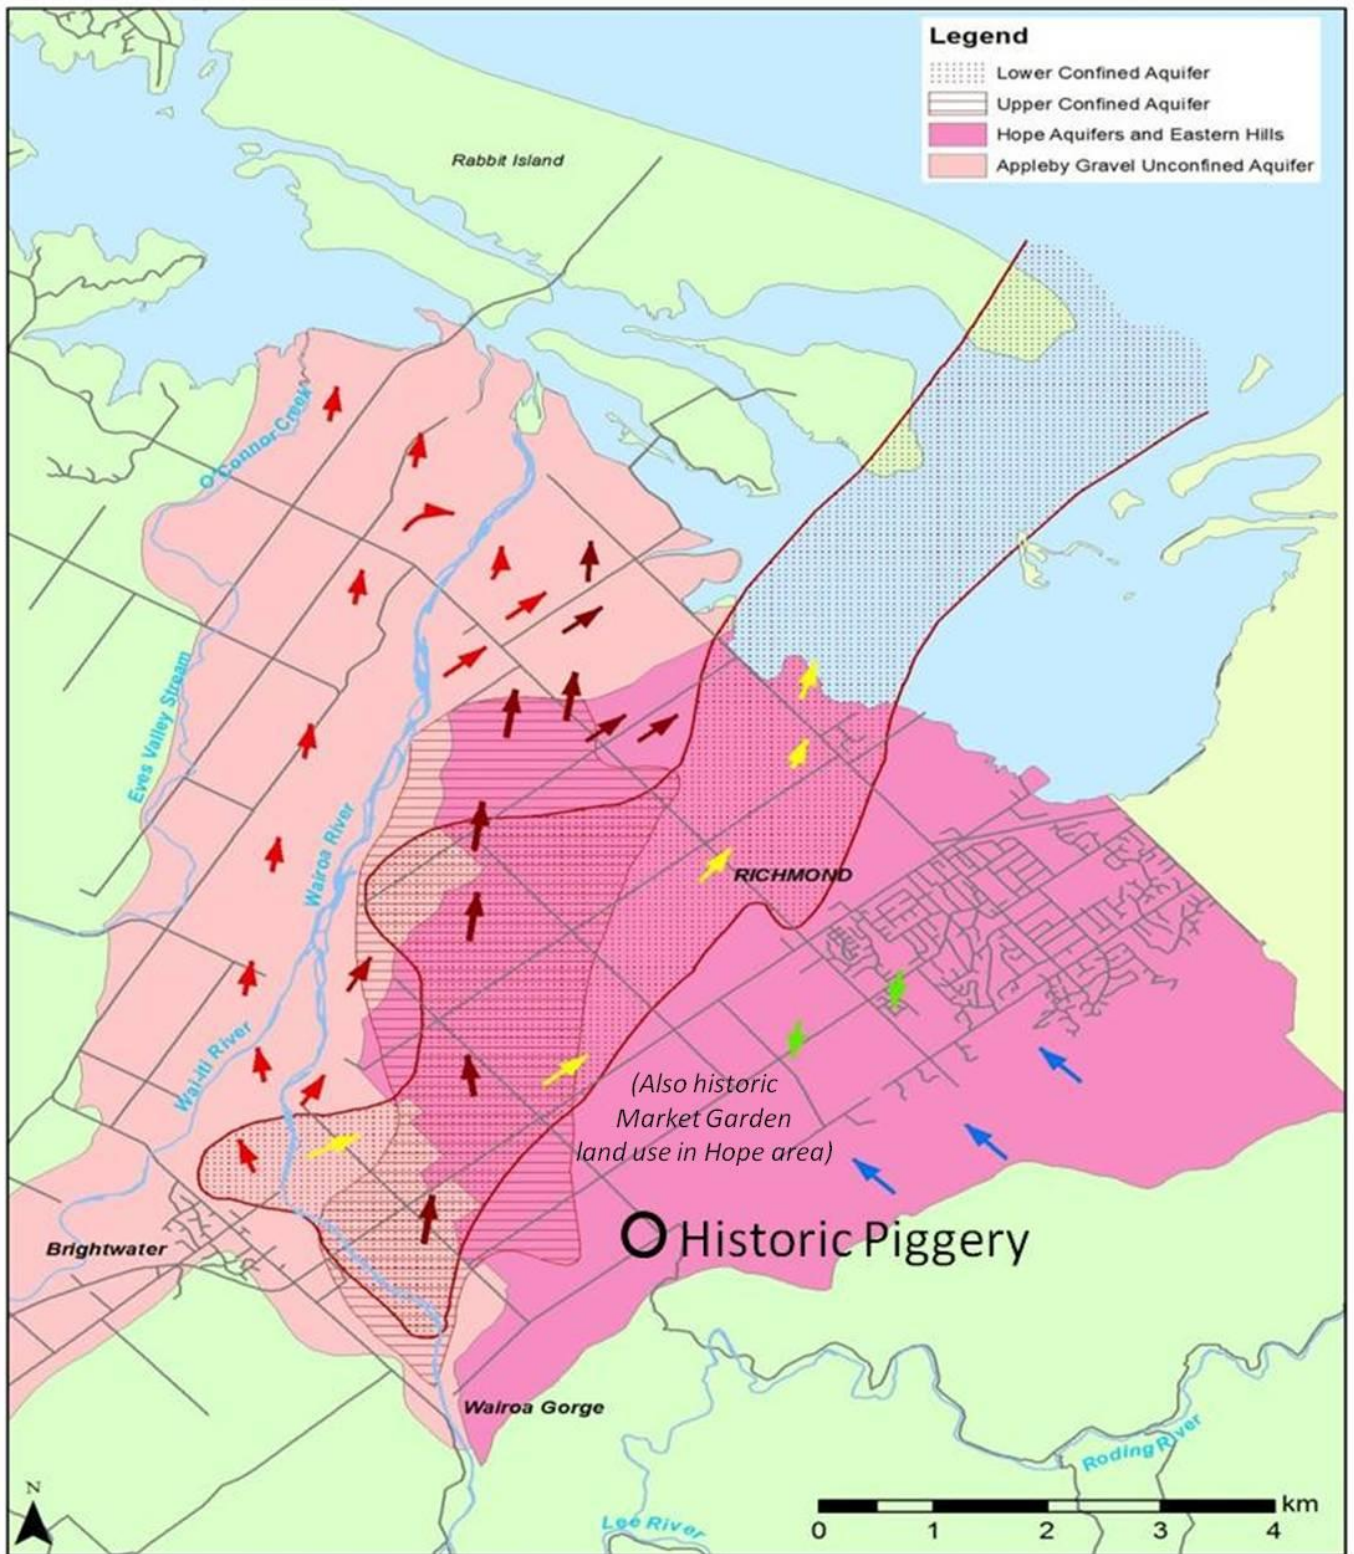 Legend
Lower Confined Aquifer
Upper Confined Aquifer
Hope Aquifers and Eastern Hills
Appleby Gravel Unconfined Aquifer
Rabbit Island
O'Connor Creek
Eves Valley Stream
Wairoa River
RICHMOND
Wai-iti River
(Also historic
Market Garden
land use in Hope area)
Brightwater
Historic Piggery
Wairoa Gorge
Roding River
Lee River
N
km
0 1 2 3 4